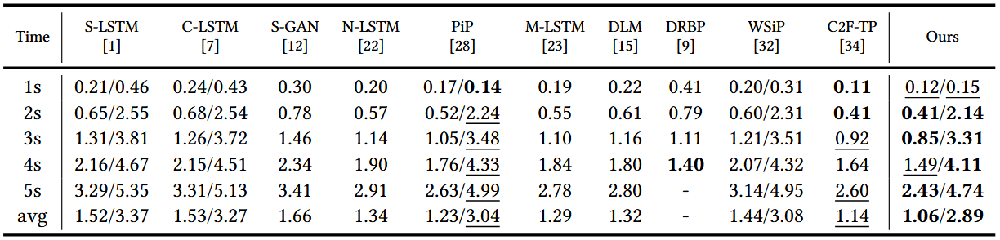 Time S-LSTM [1] C-LSTM [7] S-GAN [12] N-LSTM [22] PiP [28] M-LSTM [23] DLM [15] DRBP [9] WSiP [32] C2F-TP [34] Ours
1s 0.21/0.46 0.24/0.43 0.30 0.20 0.17/0.14 0.19 0.22 0.41 0.20/0.31 0.11 0.12/0.15
2s 0.65/2.55 0.68/2.54 0.78 0.57 0.52/2.24 0.55 0.61 0.79 0.60/2.31 0.41 0.41/2.14
3s 1.31/3.81 1.26/3.72 1.46 1.14 1.05/3.48 1.10 1.16 1.11 1.21/3.51 0.92 0.85/3.31
4s 2.16/4.67 2.15/4.51 2.34 1.90 1.76/4.33 1.84 1.80 1.40 2.07/4.32 1.64 1.49/4.11
5s 3.29/5.35 3.31/5.13 3.41 2.91 2.63/4.99 2.78 2.80 - 3.14/4.95 2.60 2.43/4.74
avg 1.52/3.37 1.53/3.27 1.66 1.34 1.23/3.04 1.29 1.32 - 1.44/3.08 1.14 1.06/2.89